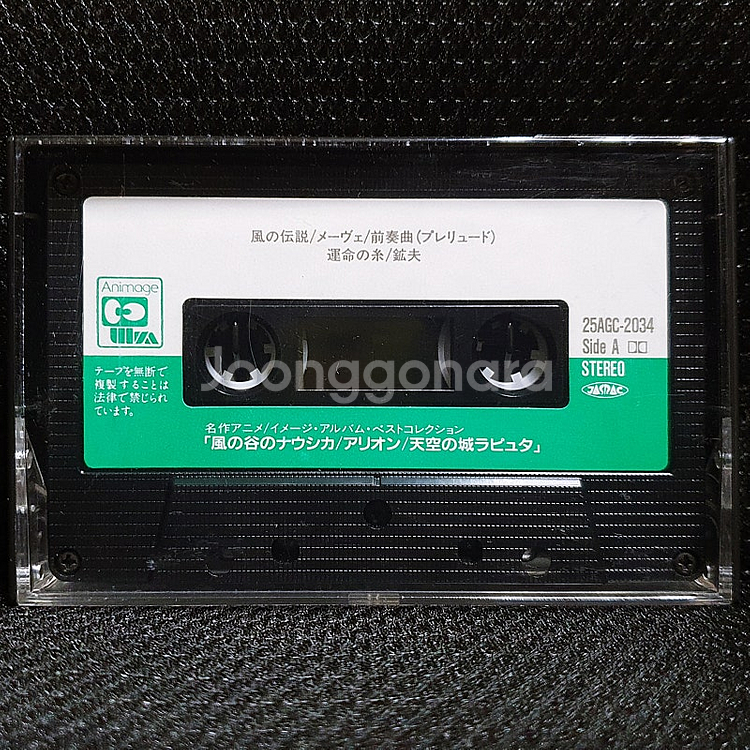 風の伝説/メーヴェ/前奏曲(プレリュード)
運命の糸/鉱夫
Animage
25AGC-2034
Side A
STEREO
JASRAC
テープを無断で
複製することは
法律で禁じられ
ています。
Joonggonara
名作アニメ/イメージ・アルバム・ベストコレクション
「風の谷のナウシカ/アリオン/天空の城ラピュタ」